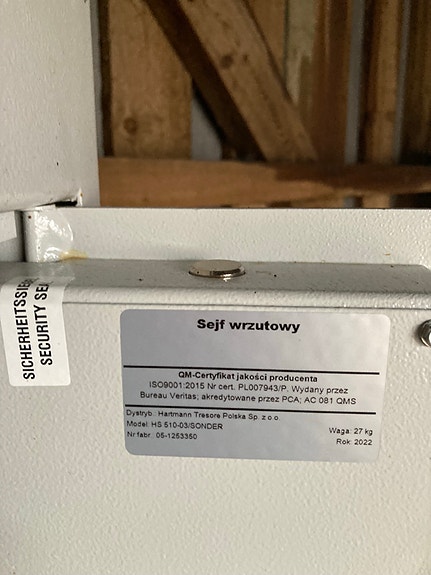 Sejf wrzutowy
QM-Certyfikat jakości producenta
ISO9001:2015 Nr cert. PL007943/P. Wydany przez
Bureau Veritas; akredytowane przez PCA; AC 081 QMS
Dystryb.: Hartmann Tresore Polska Sp. z o.o.
Model: HS 510-03/SONDER
Waga: 27 kg
Nr fabr.: 05-1253350
Rok: 2022
SECURITY